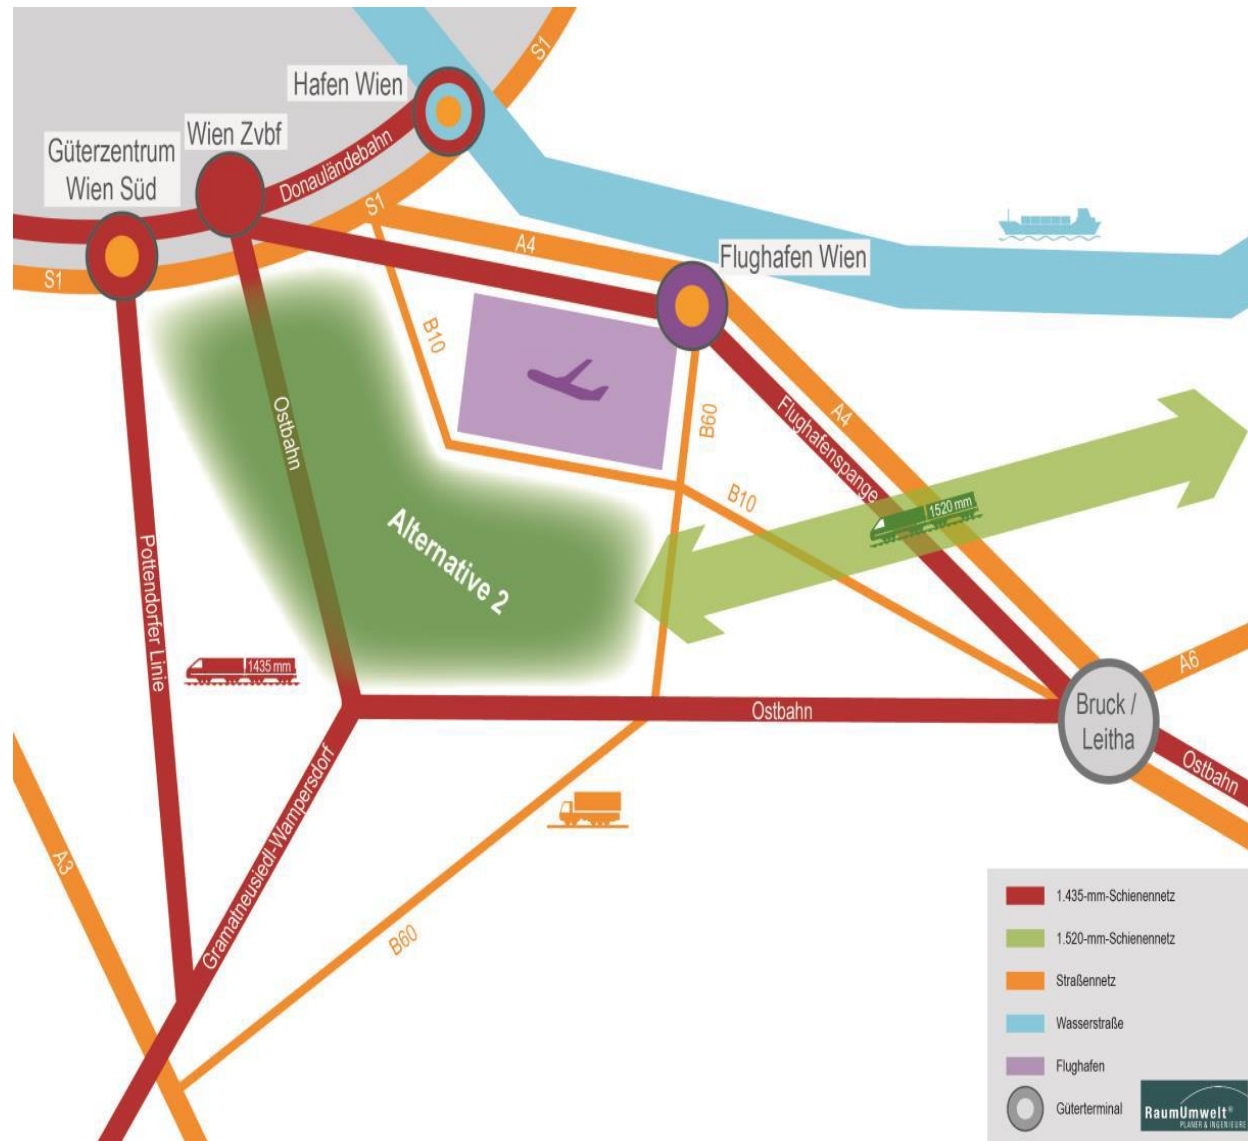 S1
Hafen Wien
Wien Zvbf
Güterzentrum
Wien Süd
Donauländebahn
S1
S1
A4
Flughafen Wien
B10
Ostbahn
B60
Flughafenspange
A4
B10
1520 mm
Alternative 2
Pottendorfer Linie
1435 mm
A6
Ostbahn
Bruck /
Leitha
Ostbahn
Gramatneusiedl-Wampersdorf
A3
B60
1.435-mm-Schienennetz
1.520-mm-Schienennetz
Straßennetz
Wasserstraße
Flughafen
Güterterminal
RaumUmwelt®
PLANER & INGENIEURE